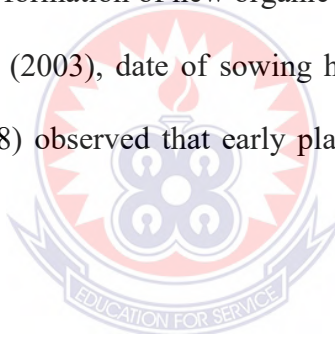 formation of new organic
(2003), date of sowing h
8) observed that early pla
EDUCATION FOR SERVICE